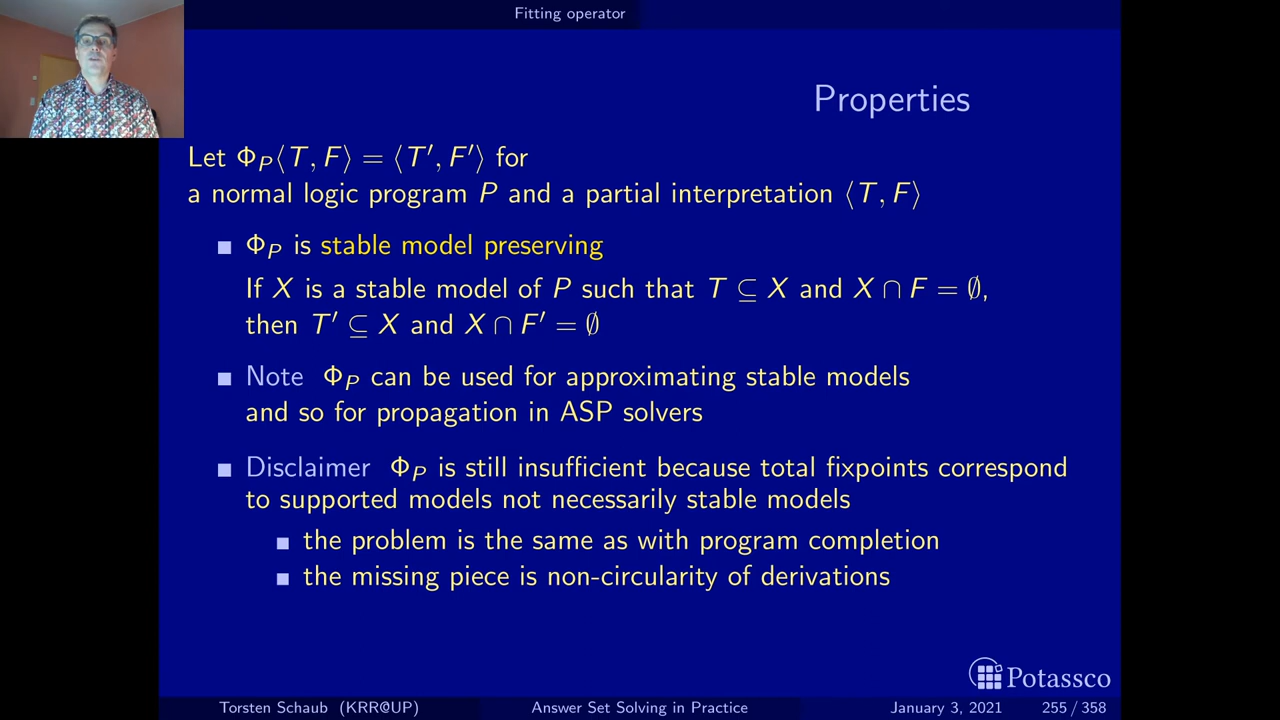 Fitting operator
Properties
Let Φ_P⟨T, F⟩ = ⟨T′, F′⟩ for
a normal logic program P and a partial interpretation ⟨T, F⟩
Φ_P is stable model preserving
If X is a stable model of P such that T ⊆ X and X ∩ F = ∅,
then T′ ⊆ X and X ∩ F′ = ∅
Note Φ_P can be used for approximating stable models
and so for propagation in ASP solvers
Disclaimer Φ_P is still insufficient because total fixpoints correspond
to supported models not necessarily stable models
the problem is the same as with program completion
the missing piece is non-circularity of derivations
Potassco
Torsten Schaub (KRR@UP) Answer Set Solving in Practice January 3, 2021 255 / 358